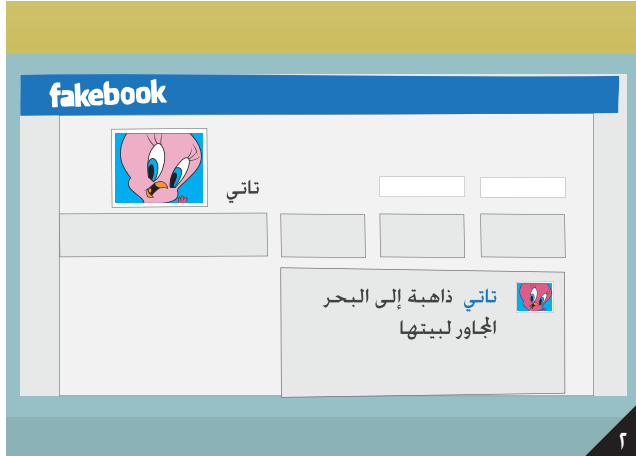 fakebook
تاتي
تاتي ذاهبة إلى البحر
المجاور لبيتها
٢